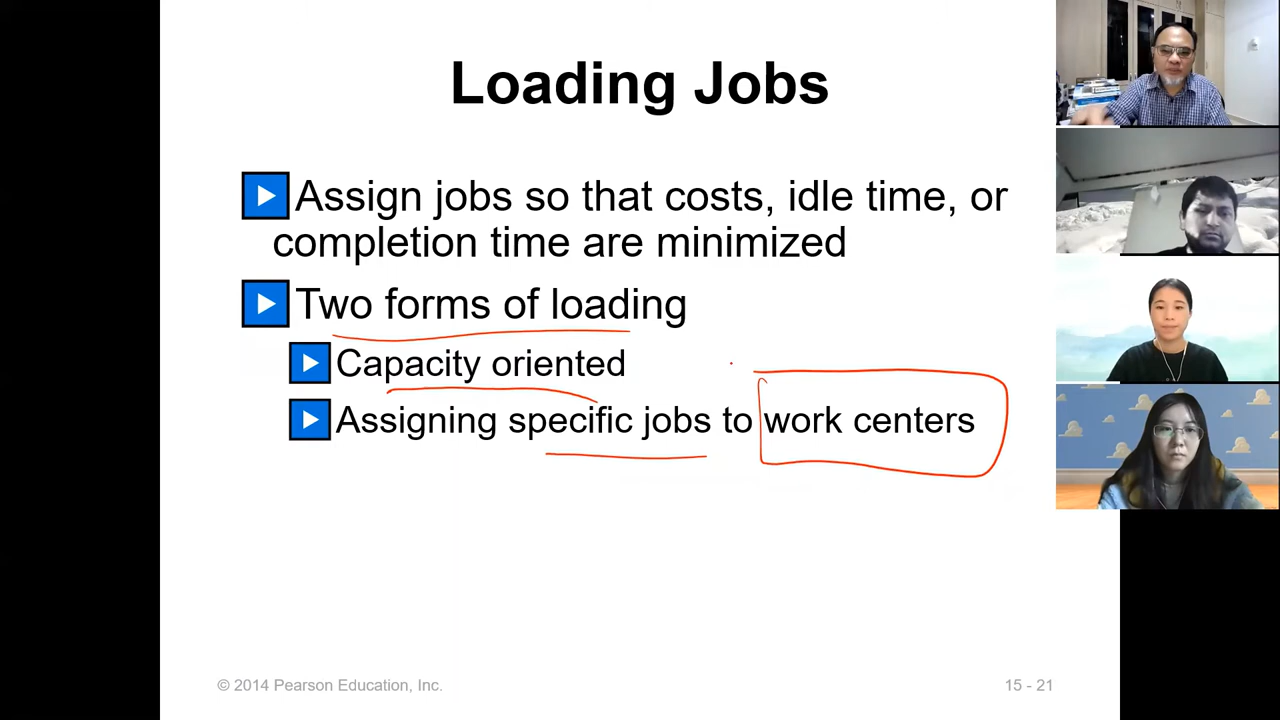 Loading Jobs
Assign jobs so that costs, idle time, or
completion time are minimized
Two forms of loading
Capacity oriented
Assigning specific jobs to work centers
© 2014 Pearson Education, Inc.
15 - 21